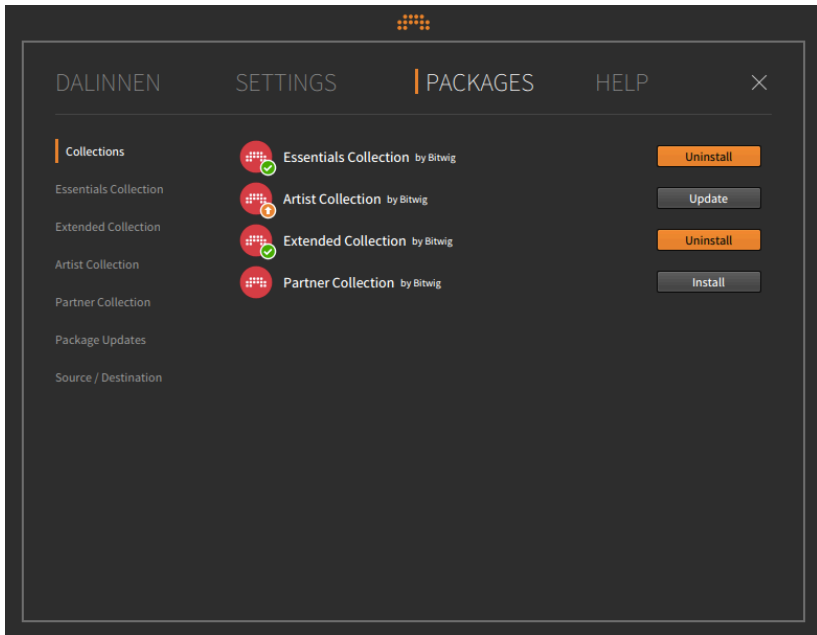 DALINNEN SETTINGS PACKAGES HELP
Collections
Essentials Collection
Extended Collection
Artist Collection
Partner Collection
Package Updates
Source / Destination
Essentials Collection by Bitwig Uninstall
Artist Collection by Bitwig Update
Extended Collection by Bitwig Uninstall
Partner Collection by Bitwig Install